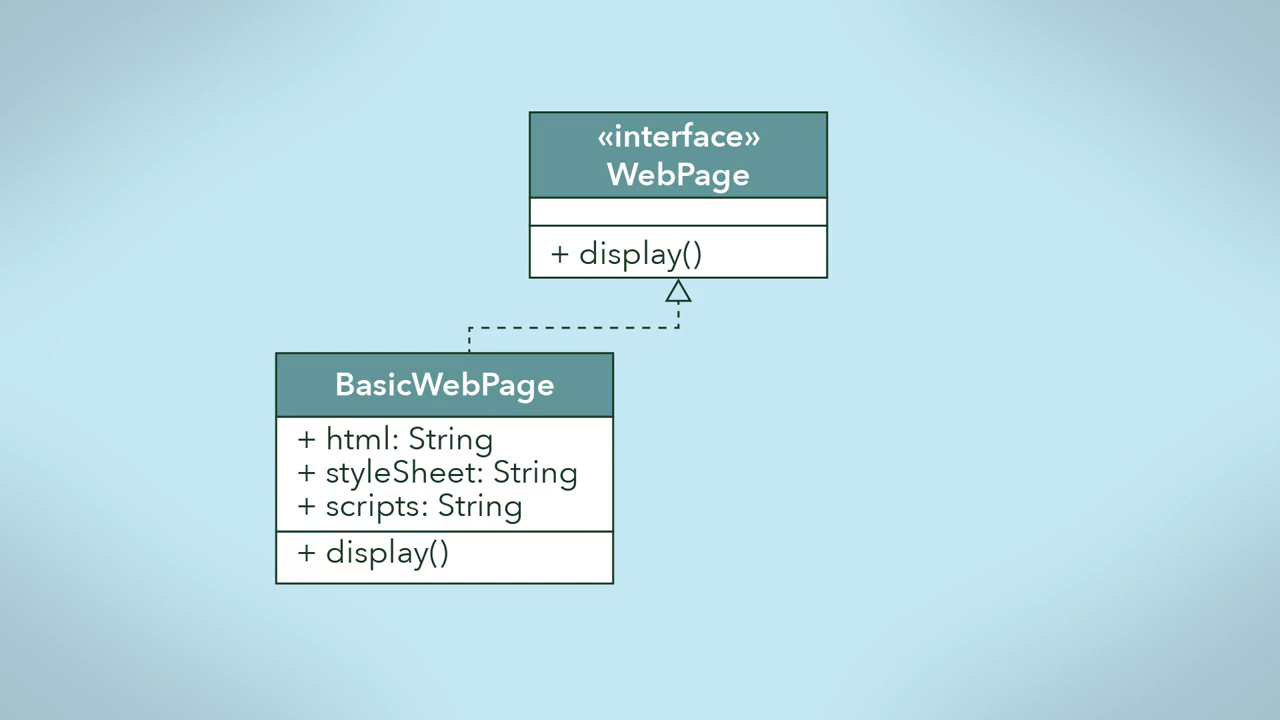 «interface»
WebPage
+ display()
BasicWebPage
+ html: String
+ styleSheet: String
+ scripts: String
+ display()